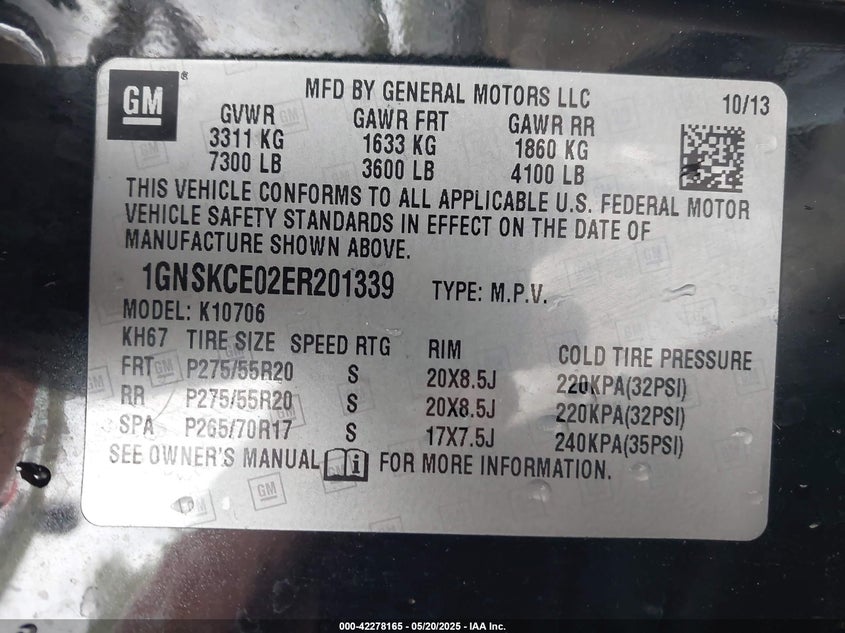 GM ®
MFD BY GENERAL MOTORS LLC
10/13
GVWR GAWR FRT GAWR RR
3311 KG 1633 KG 1860 KG
7300 LB 3600 LB 4100 LB
THIS VEHICLE CONFORMS TO ALL APPLICABLE U.S. FEDERAL MOTOR
VEHICLE SAFETY STANDARDS IN EFFECT ON THE DATE OF
MANUFACTURE SHOWN ABOVE.
1GNSKCE02ER201339 TYPE: M.P.V.
MODEL: K10706
KH67 TIRE SIZE SPEED RTG RIM COLD TIRE PRESSURE
FRT P275/55R20 S 20X8.5J 220KPA(32PSI)
RR P275/55R20 S 20X8.5J 220KPA(32PSI)
SPA P265/70R17 S 17X7.5J 240KPA(35PSI)
SEE OWNER'S MANUAL i FOR MORE INFORMATION.
000-42278165 - 05/20/2025 - IAA Inc.